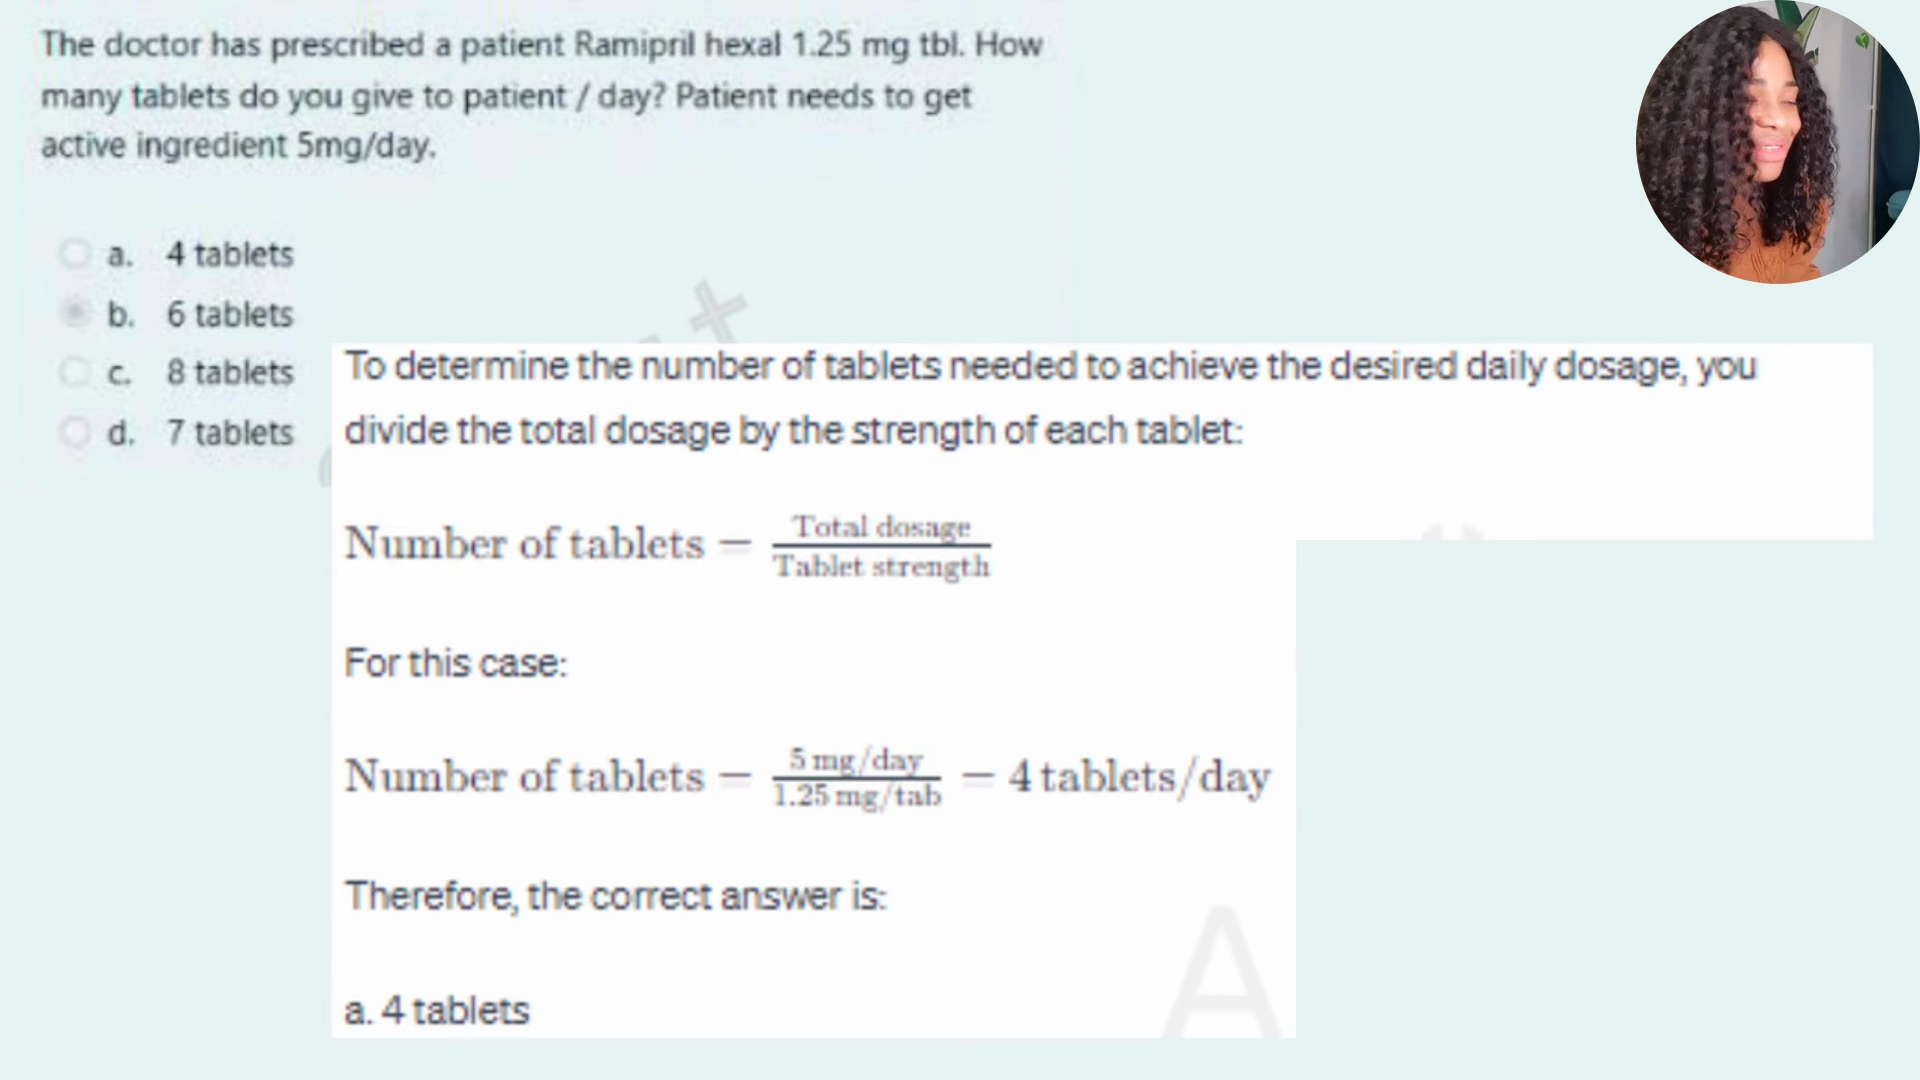 The doctor has prescribed a patient Ramipril hexal 1.25 mg tbl. How
many tablets do you give to patient / day? Patient needs to get
active ingredient 5mg/day.
a. 4 tablets
b. 6 tablets
c. 8 tablets
d. 7 tablets
To determine the number of tablets needed to achieve the desired daily dosage, you
divide the total dosage by the strength of each tablet:
Number of tablets = Total dosage / Tablet strength
For this case:
Number of tablets = 5 mg/day / 1.25 mg/tab = 4 tablets/day
Therefore, the correct answer is:
a. 4 tablets